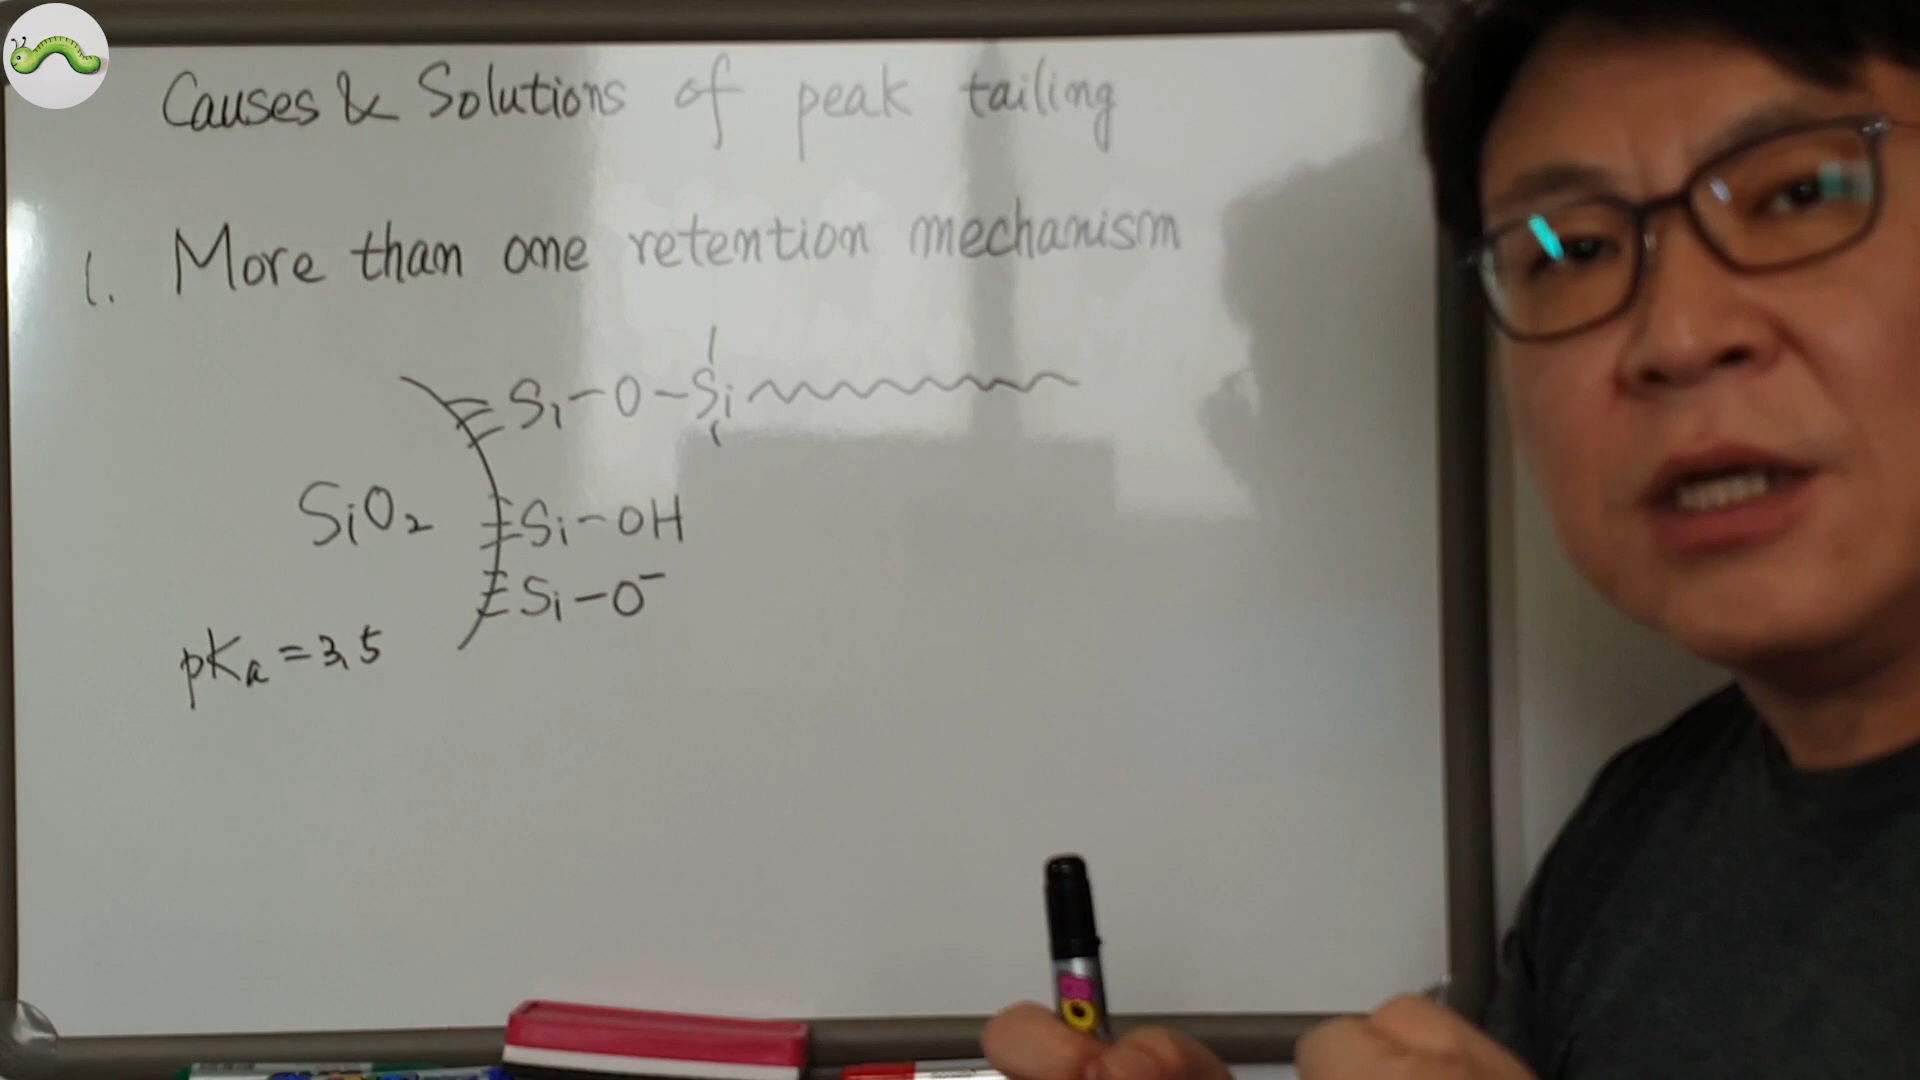 Causes & Solutions of peak tailing
1. More than one retention mechanism
Si-O-Si
SiO₂
Si-OH
Si-O⁻
pKa = 3.5